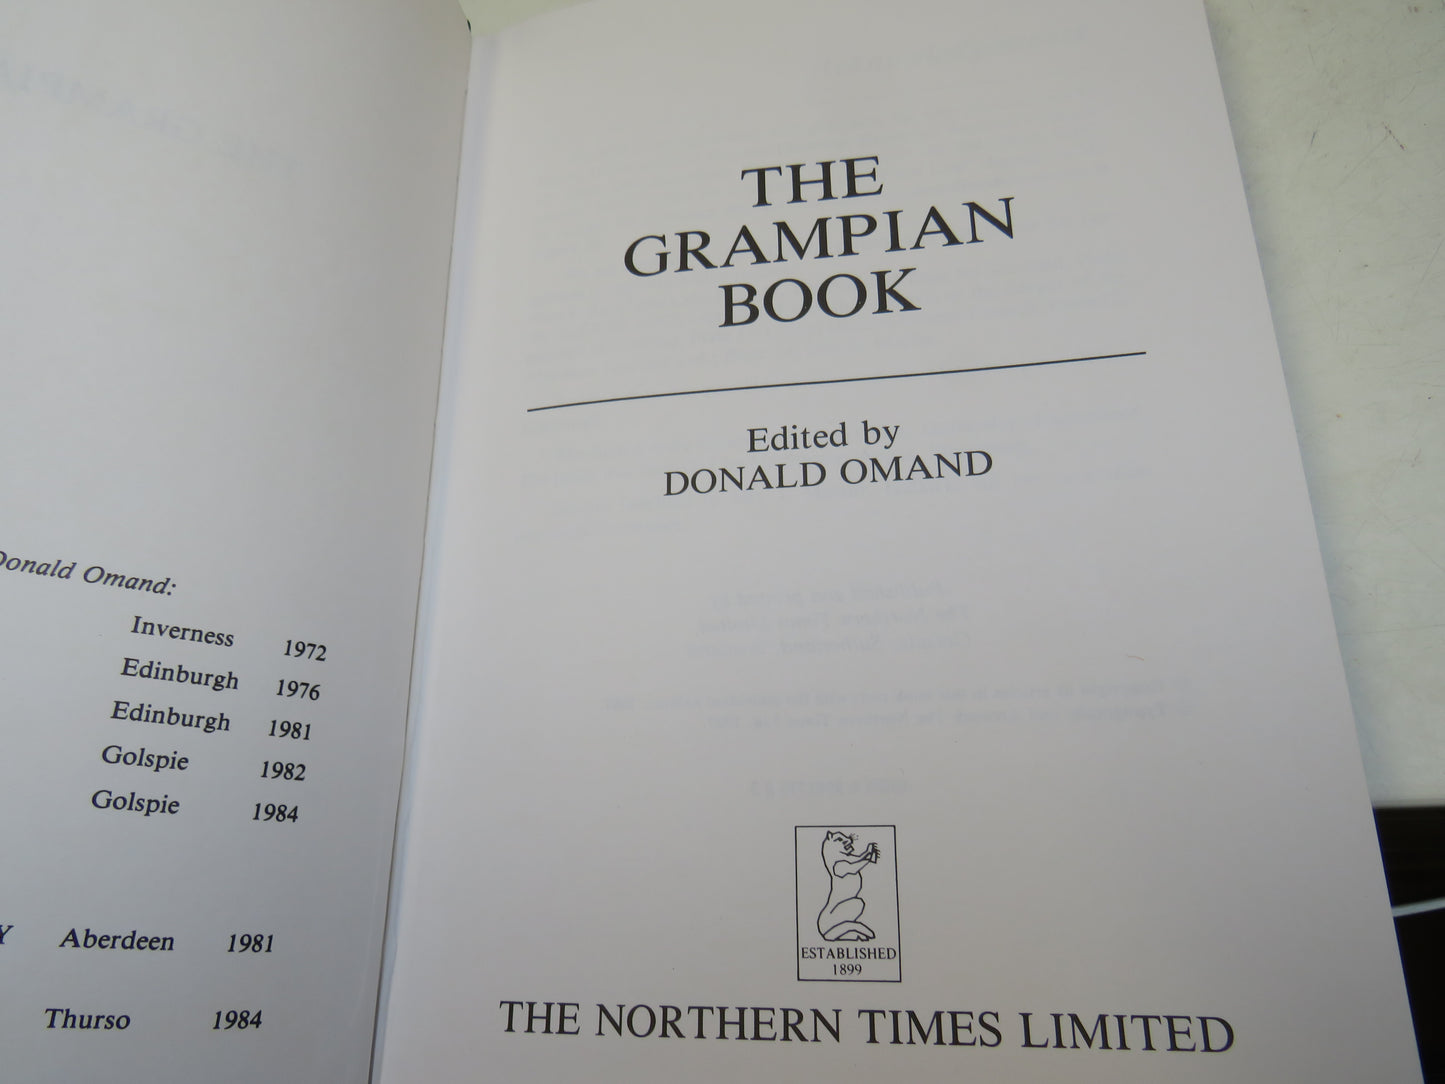 Donald Omand:
Inverness 1972
Edinburgh 1976
Edinburgh 1981
Golspie 1982
Golspie 1984
Y Aberdeen 1981
Thurso 1984
THE
GRAMPIAN
BOOK
Edited by
DONALD OMAND
ESTABLISHED
1899
THE NORTHERN TIMES LIMITED